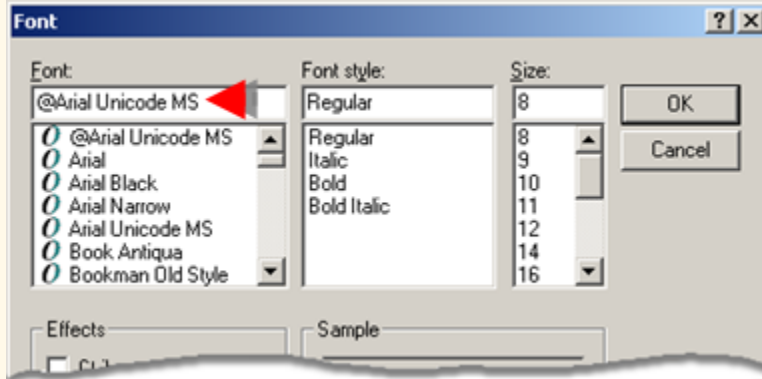 Font
Font: Font style: Size:
@Arial Unicode MS Regular 8 OK
@Arial Unicode MS Regular 8 Cancel
Arial Italic 9
Arial Black Bold 10
Arial Narrow Bold Italic 11
Arial Unicode MS 12
Book Antiqua 14
Bookman Old Style 16
Effects Sample